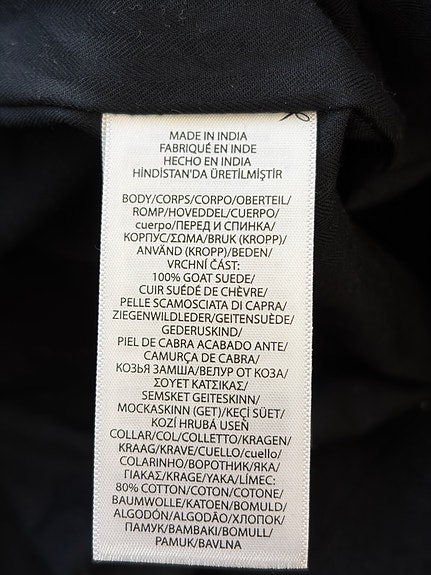 MADE IN INDIA
FABRIQUÉ EN INDE
HECHO EN INDIA
HİNDİSTAN'DA ÜRETİLMİŞTİR
BODY/CORPS/CORPO/OBERTEIL/
ROMP/HOVEDDEL/CUERPO/
cuerpo/ПЕРЕД И СПИНКА/
КОРПУС/ΣΩΜΑ/BRUK (KROPP)/
ANVÄND (KROPP)/BEDEN/
VRCHNÍ ČÁST:
100% GOAT SUEDE/
CUIR SUÉDÉ DE CHÈVRE/
PELLE SCAMOSCIATA DI CAPRA/
ZIEGENWILDLEDER/GEITENSUÈDE/
GEDERUSKIND/
PIEL DE CABRA ACABADO ANTE/
CAMURÇA DE CABRA/
КОЗЬЯ ЗАМША/ВЕЛУР ОТ КОЗА/
ΣΟΥΕΤ ΚΑΤΣΙΚΑΣ/
SEMSKET GEITESKINN/
MOCKASKINN (GET)/KEÇİ SÜET/
KOZÍ HRUBÁ USEŇ
COLLAR/COL/COLLETTO/KRAGEN/
KRAAG/KRAVE/CUELLO/cuello/
COLARINHO/ВОРОТНИК/ЯКА/
ΓΙΑΚΑΣ/KRAGE/YAKA/LÍMEC:
80% COTTON/COTON/COTONE/
BAUMWOLLE/KATOEN/BOMULD/
ALGODÓN/ALGODÃO/ХЛОПОК/
ПАМУК/ΒΑΜΒΑΚΙ/BOMULL/
PAMUK/BAVLNA